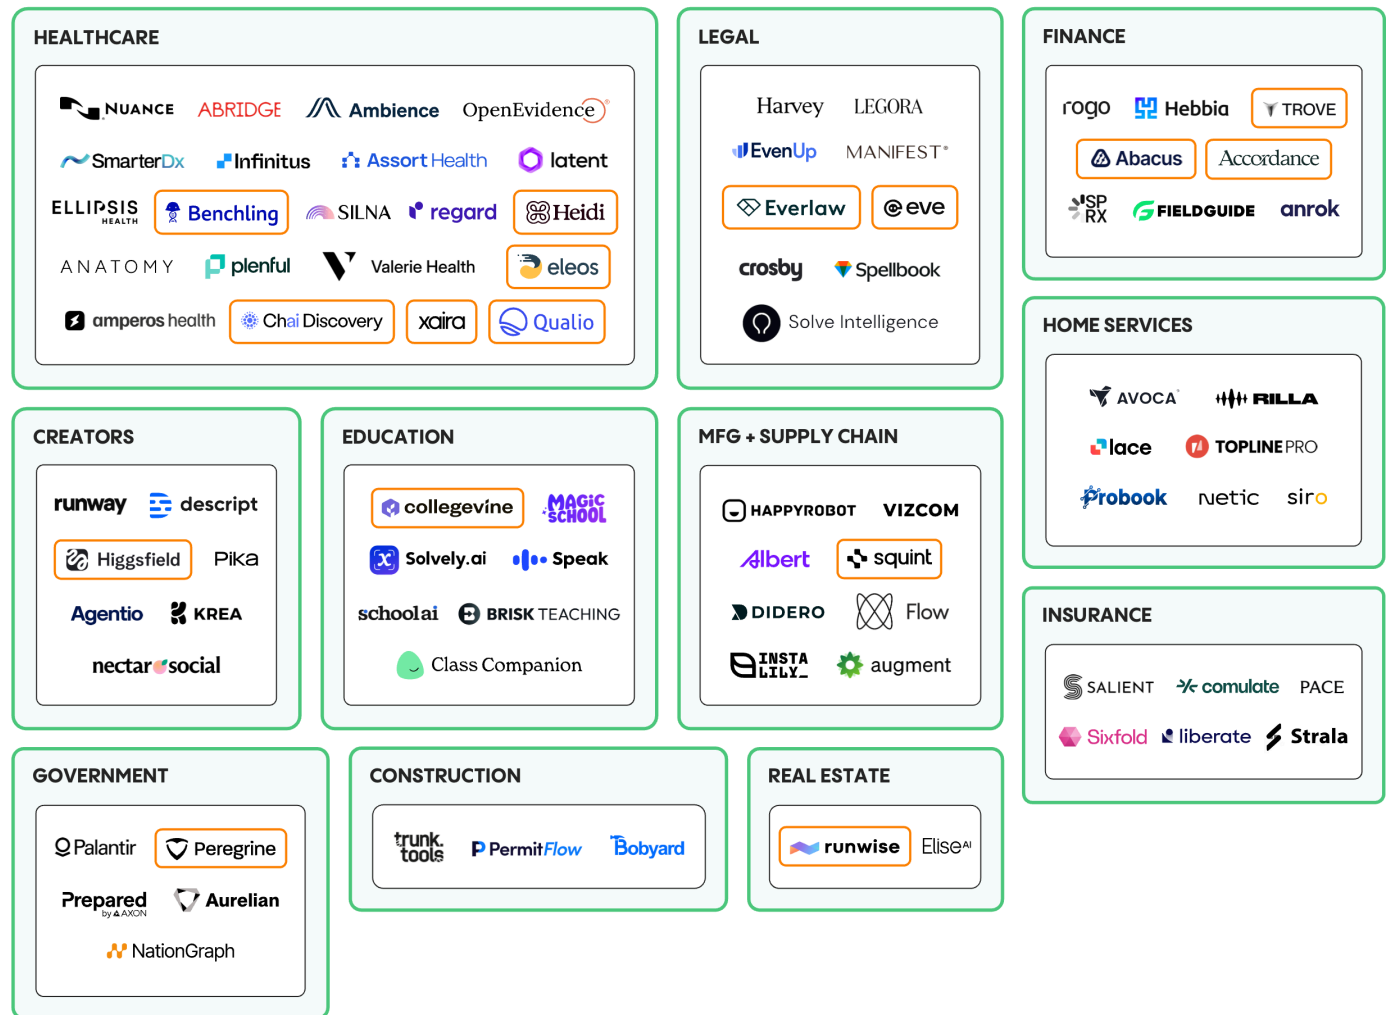 HEALTHCARE
NUANCE ABRIDGE Ambience OpenEvidence
SmarterDx Infinitus Assort Health latent
ELLIPSIS HEALTH Benchling SILNA regard Heidi
ANATOMY plenful Valerie Health eleos
amperos health Chai Discovery xaira Qualio
LEGAL
Harvey LEGORA
EvenUp MANIFEST
Everlaw eve
crosby Spellbook
Solve Intelligence
FINANCE
rogo Hebbia TROVE
Abacus Accordance
SPRX FIELDGUIDE anrok
HOME SERVICES
AVOCA RILLA
lace TOPLINE PRO
Probook Netic siro
CREATORS
runway descript
Higgsfield Pika
Agentio KREA
nectar social
EDUCATION
collegevine MAGIC SCHOOL
Solvely.ai Speak
schoolai BRISK TEACHING
Class Companion
MFG + SUPPLY CHAIN
HAPPYROBOT VIZCOM
Albert squint
DIDERO Flow
INSTALILY_ augment
INSURANCE
SALIENT comulate PACE
Sixfold liberate Strala
GOVERNMENT
Palantir Peregrine
Prepared by AXON Aurelian
NationGraph
CONSTRUCTION
trunk.tools PermitFlow Bobyard
REAL ESTATE
runwise EliseAI